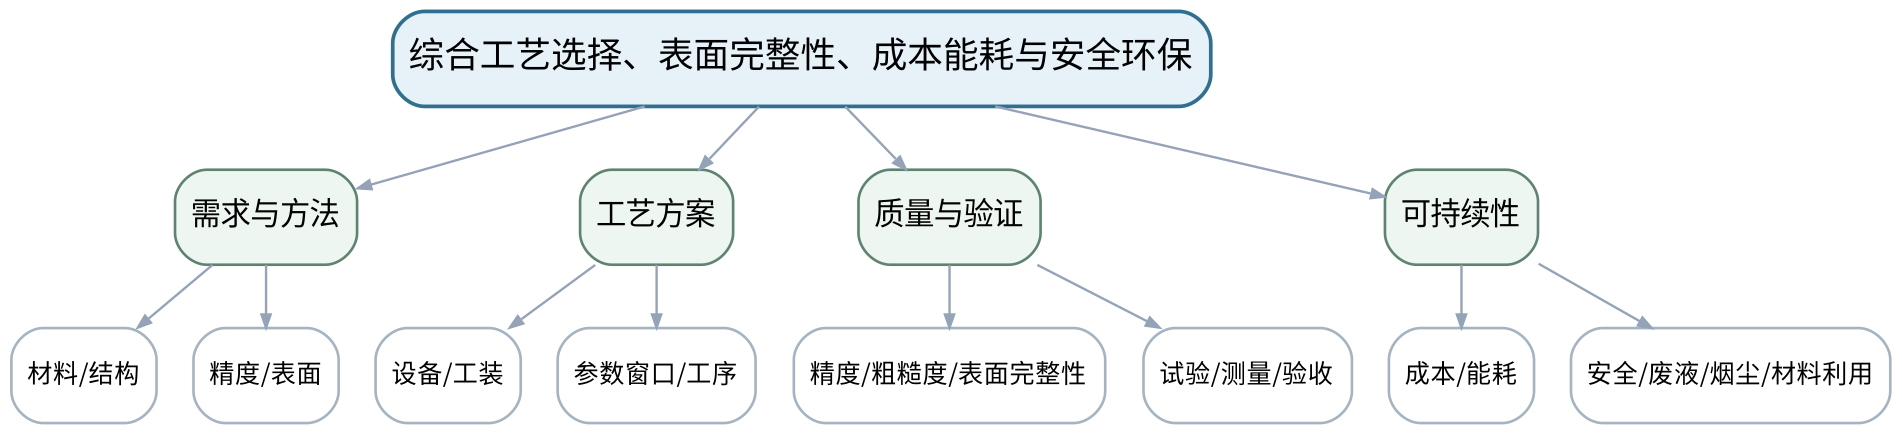 综合工艺选择、表面完整性、成本能耗与安全环保
需求与方法
工艺方案
质量与验证
可持续性
材料/结构
精度/表面
设备/工装
参数窗口/工序
精度/粗糙度/表面完整性
试验/测量/验收
成本/能耗
安全/废液/烟尘/材料利用